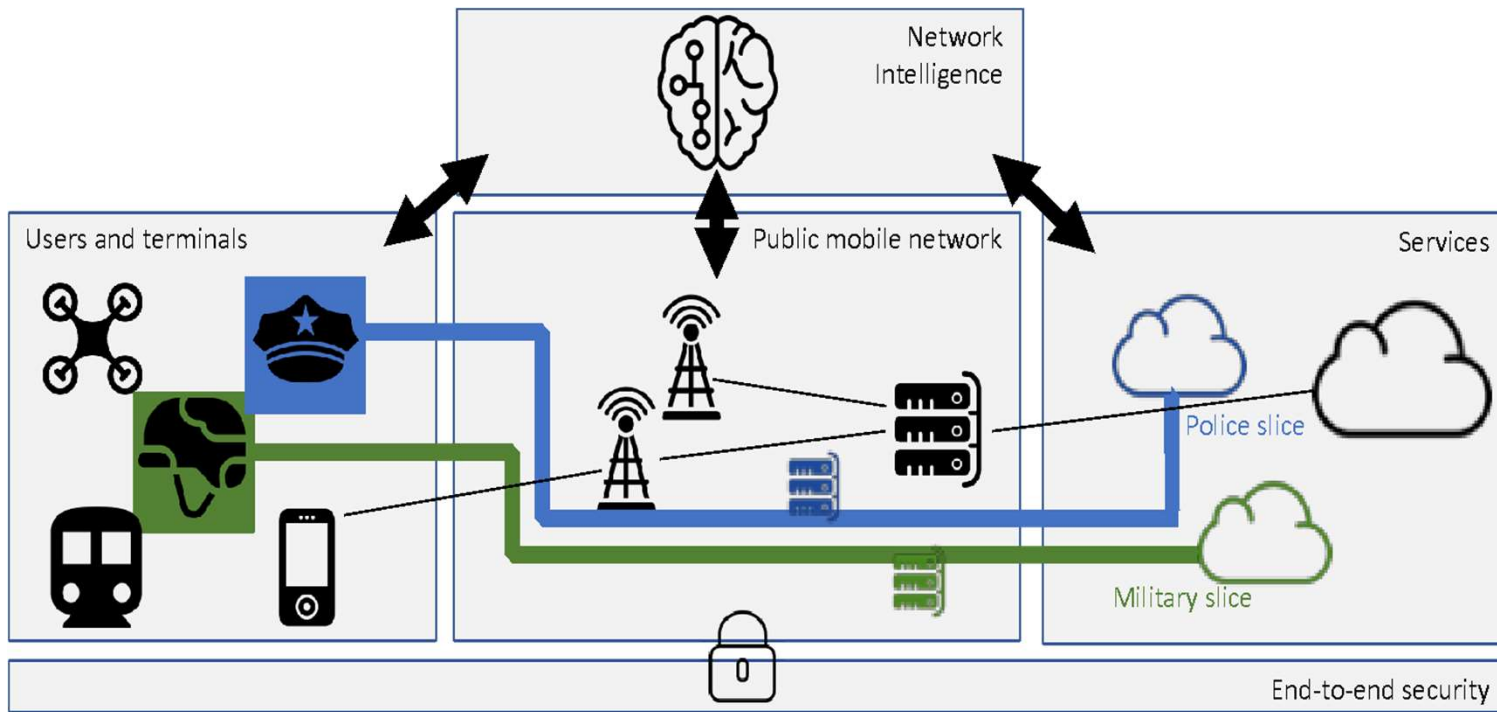 Network
Intelligence
Users and terminals
Public mobile network
Services
Police slice
Military slice
End-to-end security